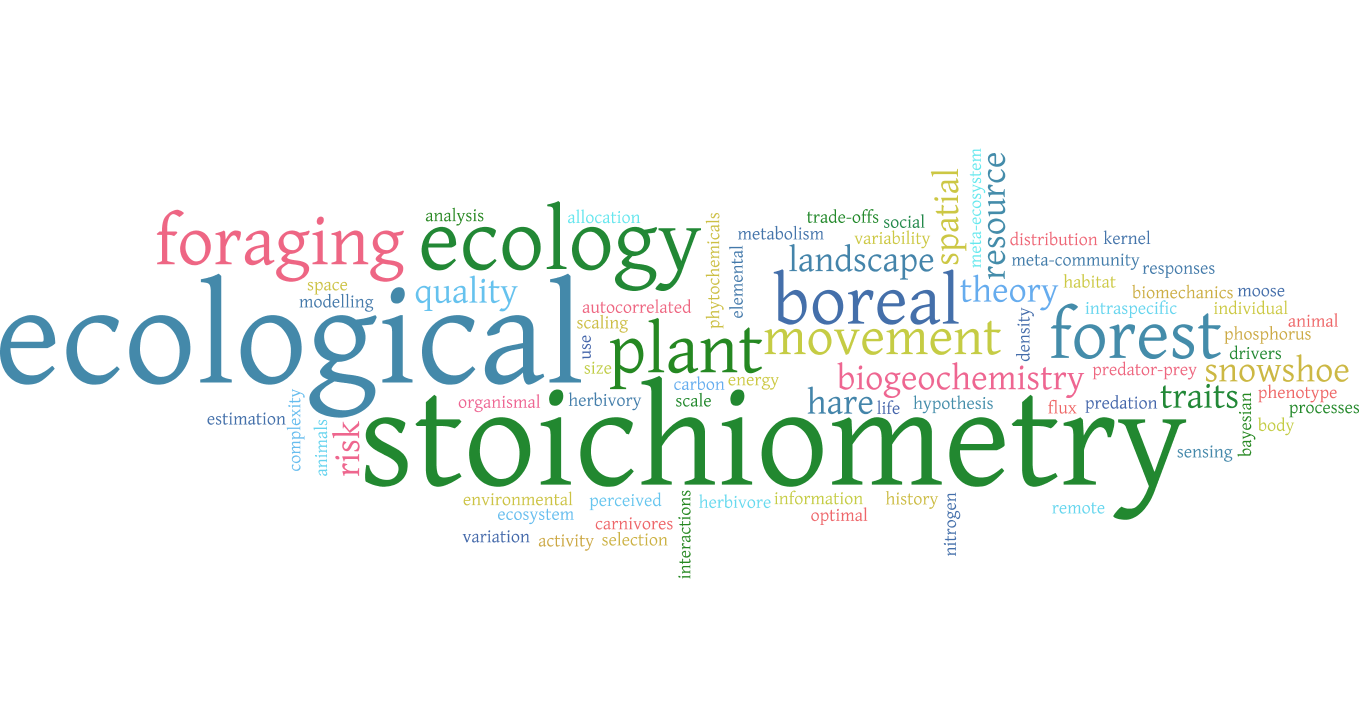 meta-ecosystem
resource
spatial
foraging
analysis
ecology
allocation
phytochemicals
metabolism
elemental
trade-offs
social
variability
landscape
distribution
kernel
meta-community
responses
space
modelling
quality
autocorrelated
scaling
boreal
theory
habitat
biomechanics
moose
intraspecific
individual
animal
ecological
use
size
plant
movement
density
forest
phosphorus
drivers
carbon
energy
biogeochemistry
predator-prey
snowshoe
estimation
complexity
animals
risk
organismal
herbivory
scale
hare
life
hypothesis
flux
predation
traits
phenotype
processes
bayesian
body
stoichiometry
sensing
environmental
perceived
interactions
herbivore
information
history
nitrogen
remote
ecosystem
carnivores
optimal
variation
activity
selection